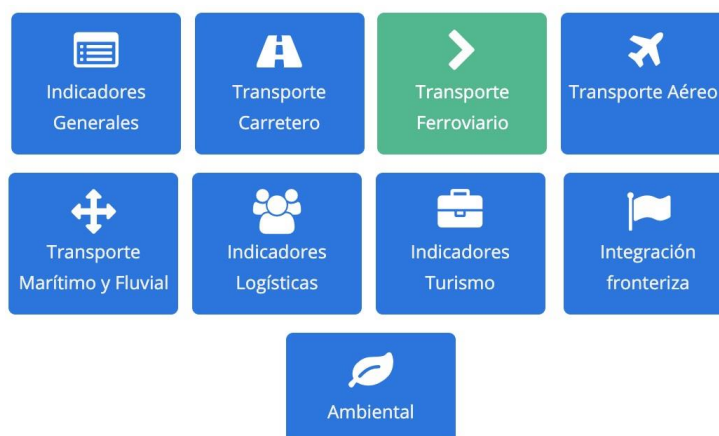 Indicadores
Generales
Transporte
Carretero
Transporte
Ferroviario
Transporte Aéreo
Transporte
Marítimo y Fluvial
Indicadores
Logísticas
Indicadores
Turismo
Integración
fronteriza
Ambiental